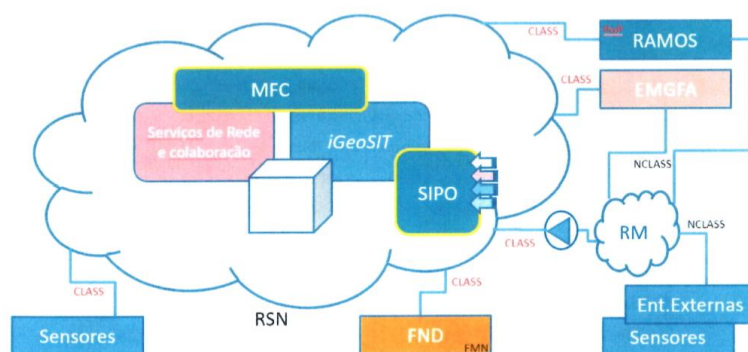 CLASS
RAMOS
MFC
CLASS
EMGFA
Serviços de Rede
e colaboração
iGeoSIT
NCLASS
SIPO
RM
NCLASS
CLASS
CLASS
CLASS
RSN
Ent.Externas
Sensores
FND
FMN
Sensores